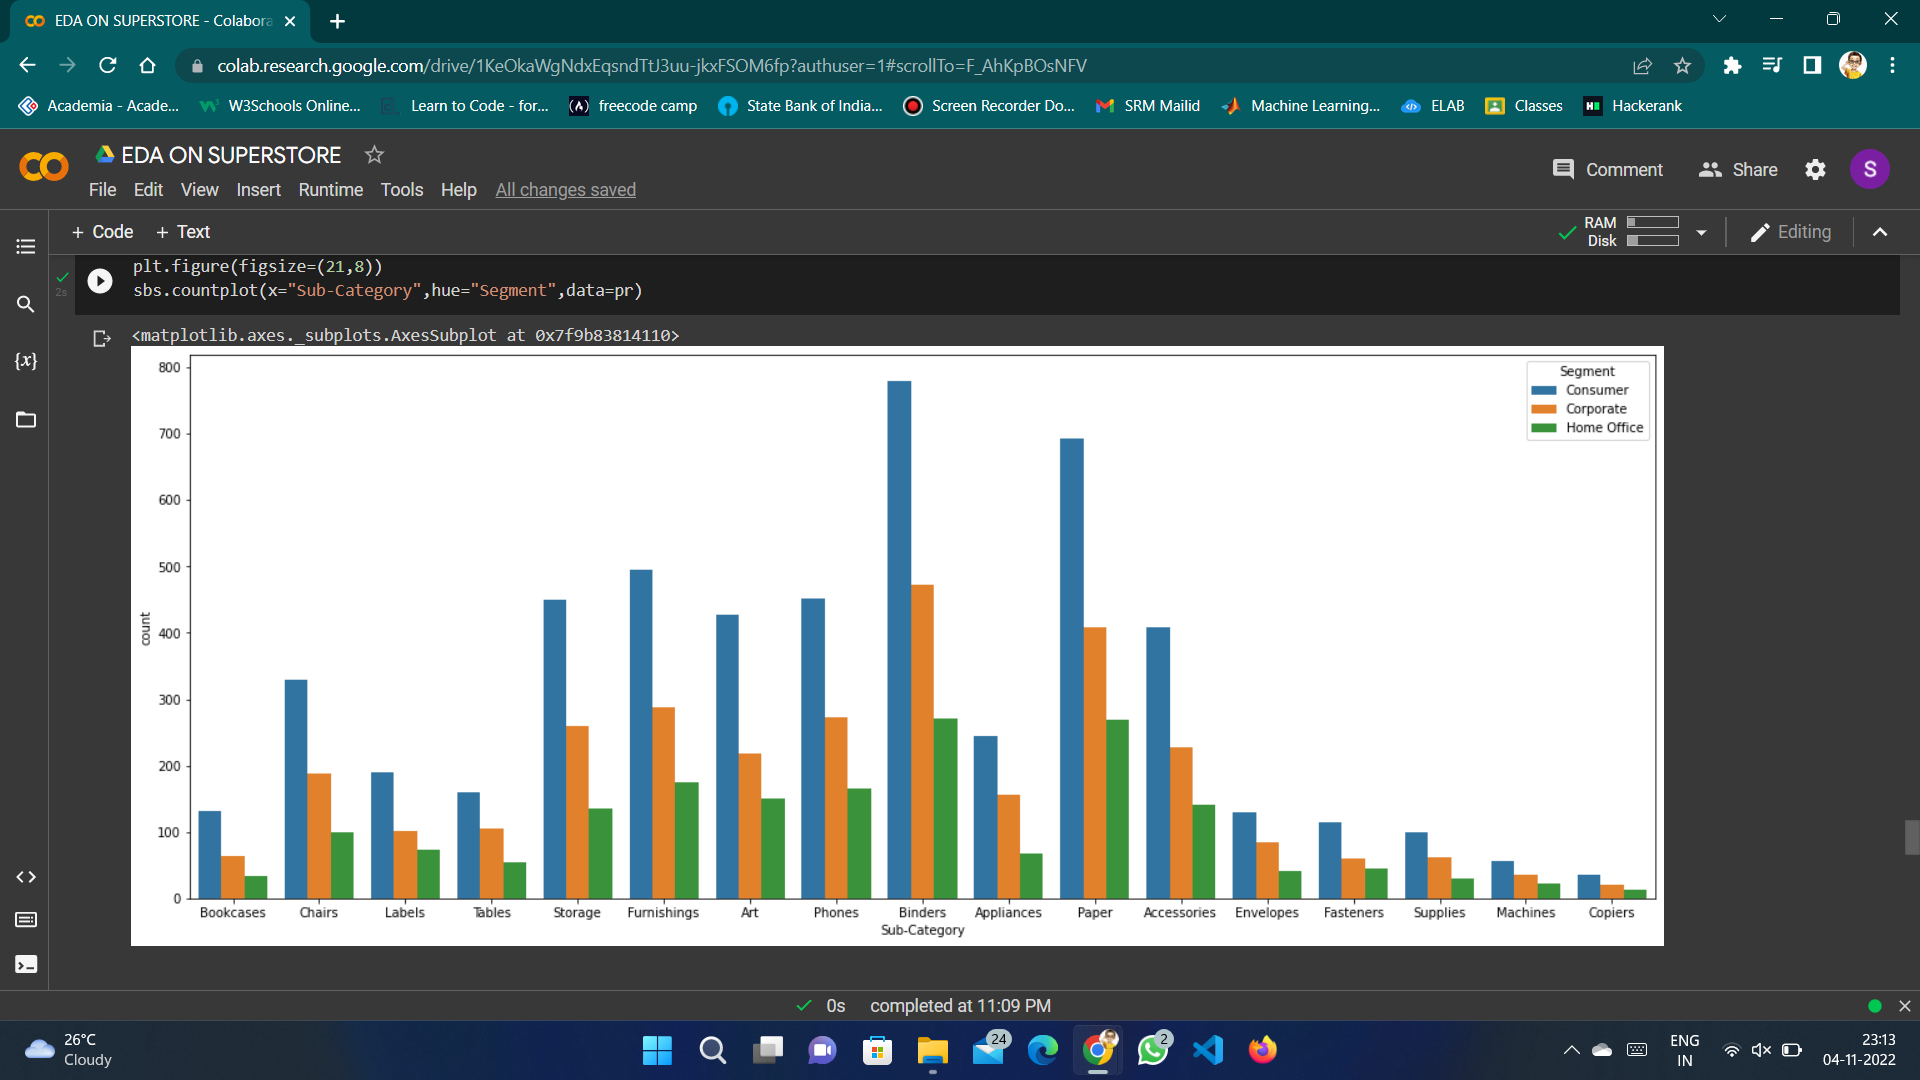 EDA ON SUPERSTORE - Colabora
colab.research.google.com/drive/1KeOkaWgNdxEqsndTtJ3uu-jkxFSOM6fp?authuser=1#scrollTo=F_AhKpBOsNFV
Academia - Acade... W3Schools Online... Learn to Code - for... freecode camp State Bank of India... Screen Recorder Do... SRM Mailid Machine Learning... ELAB Classes Hackerank
EDA ON SUPERSTORE
Comment Share S
File Edit View Insert Runtime Tools Help All changes saved
+ Code + Text
RAM
Disk
Editing
plt.figure(figsize=(21,8))
2s
sbs.countplot(x="Sub-Category",hue="Segment",data=pr)
{x}
<matplotlib.axes._subplots.AxesSubplot at 0x7f9b83814110>
800
700
600
500
400
300
200
100
0
count
Segment
Consumer
Corporate
Home Office
Bookcases Chairs Labels Tables Storage Furnishings Art Phones Binders Appliances Paper Accessories Envelopes Fasteners Supplies Machines Copiers
Sub-Category
0s completed at 11:09 PM
26°C
Cloudy
24
2
ENG
IN
23:13
04-11-2022